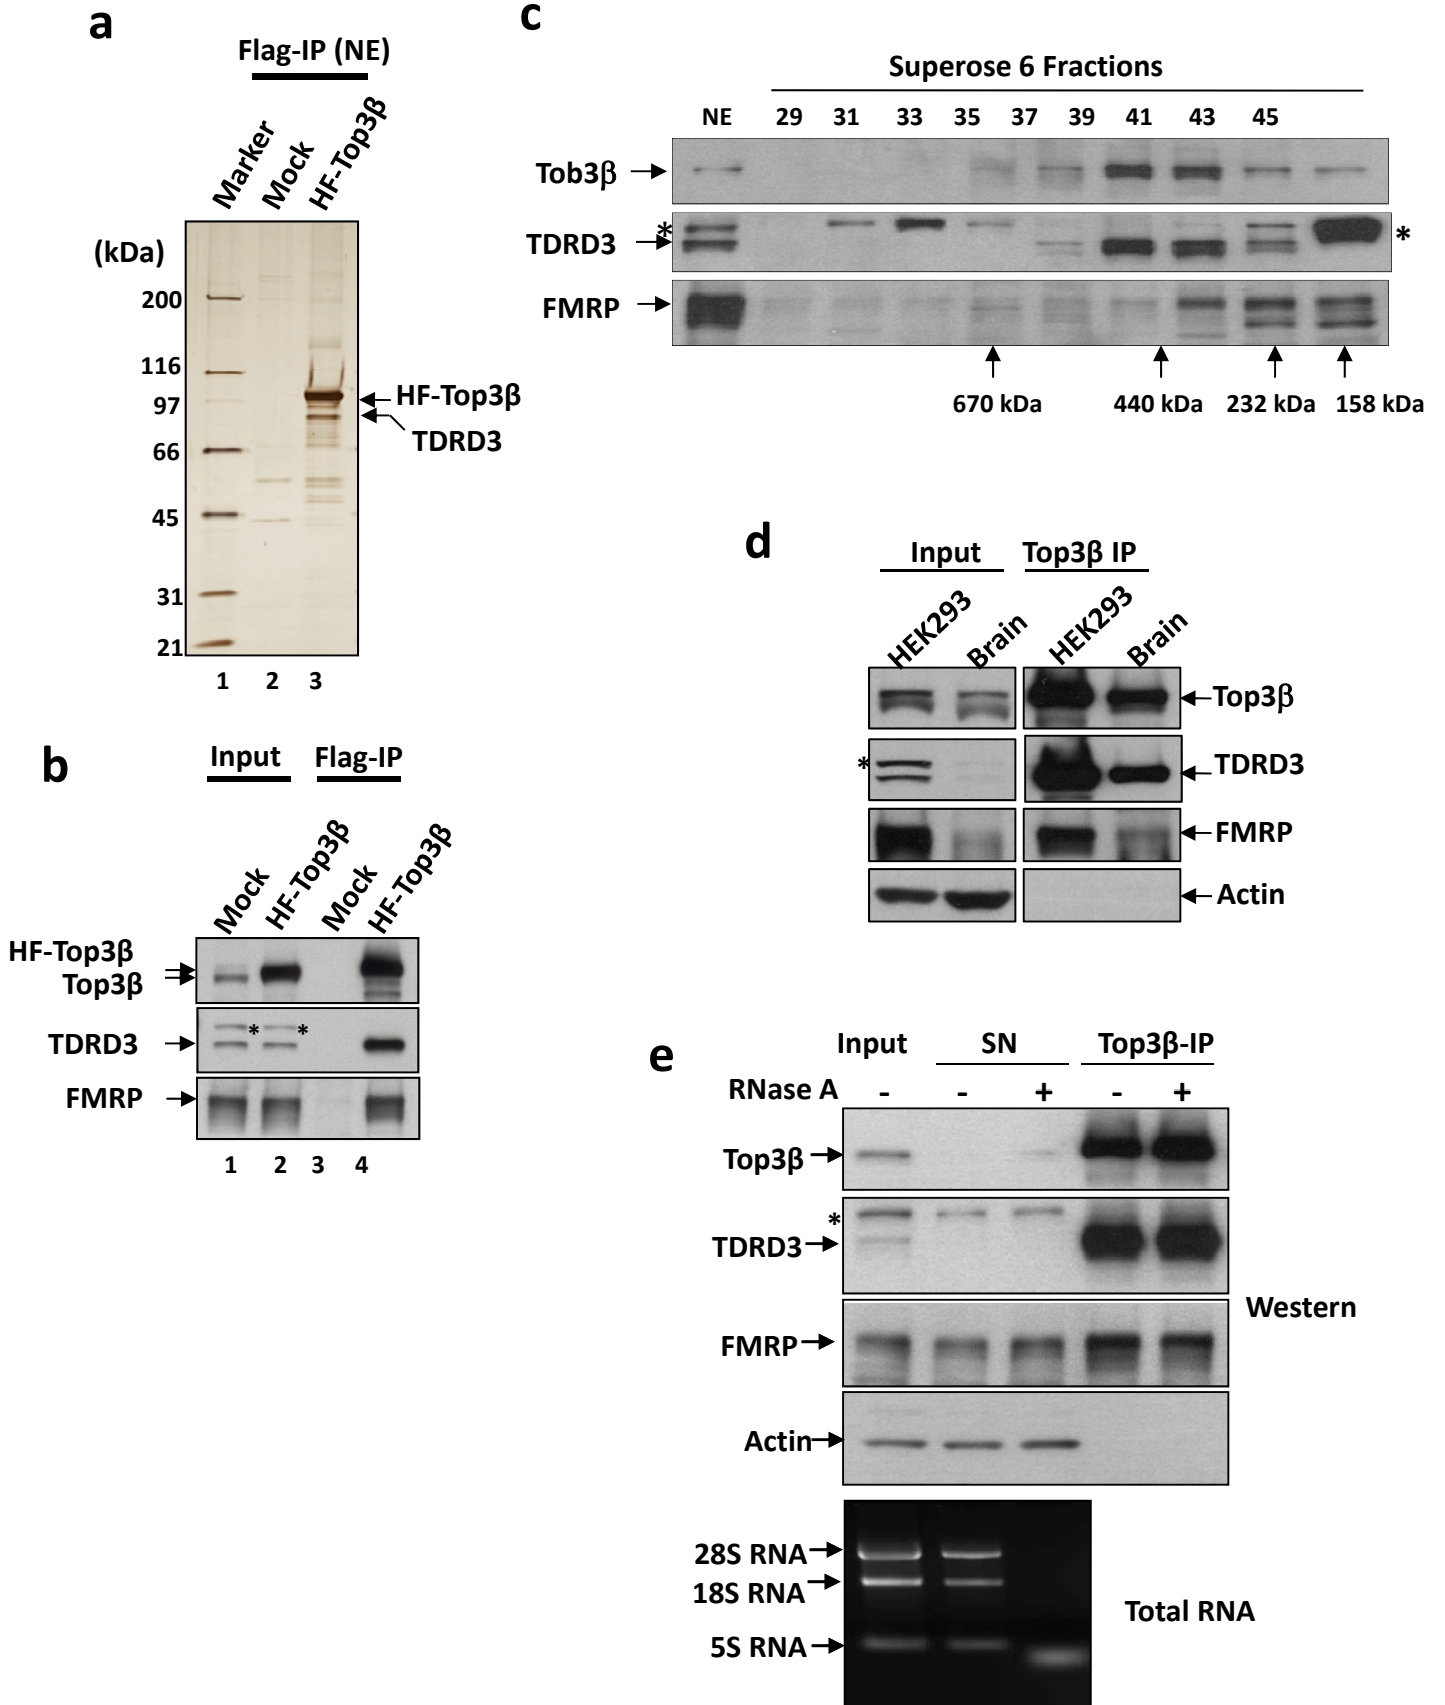 a
Flag-IP (NE)
Marker
Mock
HF-Top3β
(kDa)
200
116
97
66
45
31
21
HF-Top3β
TDRD3
1 2 3
b
Input Flag-IP
Mock
HF-Top3β
Mock
HF-Top3β
HF-Top3β
Top3β
TDRD3
* *
FMRP
1 2 3 4
c
Superose 6 Fractions
NE 29 31 33 35 37 39 41 43 45
Tob3β
*
TDRD3
*
FMRP
670 kDa 440 kDa 232 kDa 158 kDa
d
Input Top3β IP
HEK293
Brain
HEK293
Brain
Top3β
*
TDRD3
FMRP
Actin
e
Input SN Top3β-IP
RNase A - - + - +
Top3β
*
TDRD3
FMRP
Actin
Western
28S RNA
18S RNA
5S RNA
Total RNA